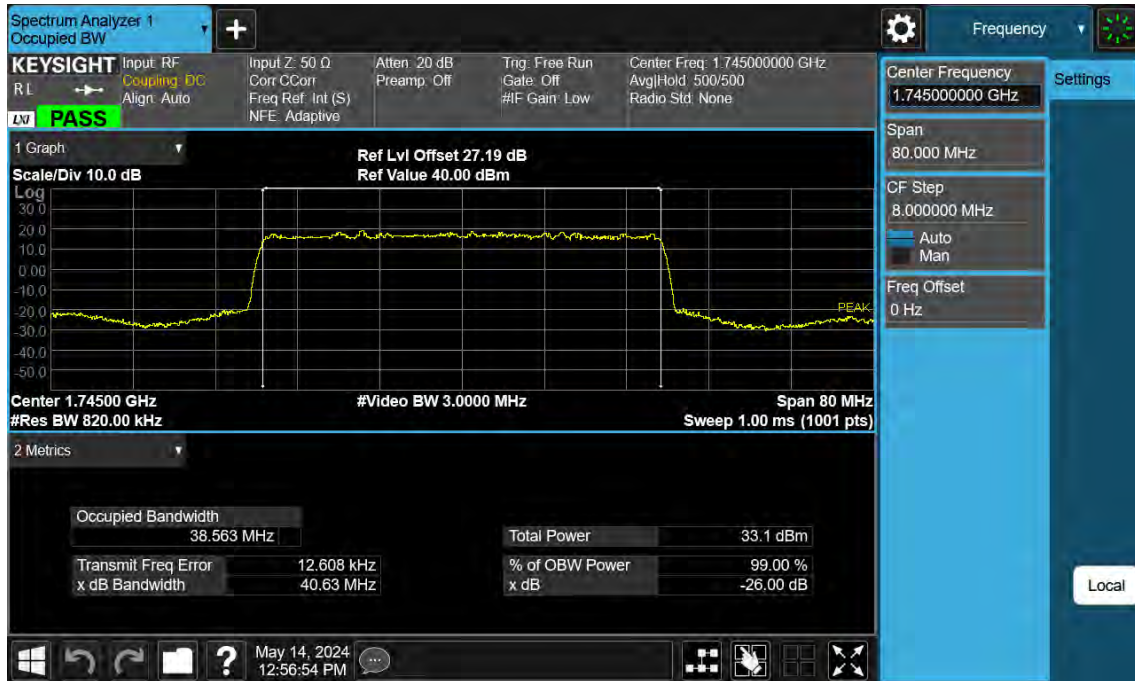 Spectrum Analyzer 1
Occupied BW
+
Frequency
KEYSIGHT
Input: RF
Coupling: DC
Align: Auto
Input Z: 50 Ω
Corr CCorr
Freq Ref: Int (S)
NFE: Adaptive
Atten: 20 dB
Preamp: Off
Trig: Free Run
Gate: Off
#IF Gain: Low
Center Freq: 1.745000000 GHz
Avg|Hold: 500/500
Radio Std: None
RL
LXI
PASS
Center Frequency
1.745000000 GHz
Settings
Span
80.000 MHz
CF Step
8.000000 MHz
Auto
Man
Freq Offset
0 Hz
Local
1 Graph
Ref Lvl Offset 27.19 dB
Scale/Div 10.0 dB
Ref Value 40.00 dBm
Log
30.0
20.0
10.0
0.00
-10.0
-20.0
-30.0
-40.0
-50.0
PEAK
Center 1.74500 GHz
#Video BW 3.0000 MHz
Span 80 MHz
#Res BW 820.00 kHz
Sweep 1.00 ms (1001 pts)
2 Metrics
Occupied Bandwidth
38.563 MHz
Total Power 33.1 dBm
Transmit Freq Error 12.608 kHz
% of OBW Power 99.00 %
x dB Bandwidth 40.63 MHz
x dB -26.00 dB
?
May 14, 2024
12:56:54 PM